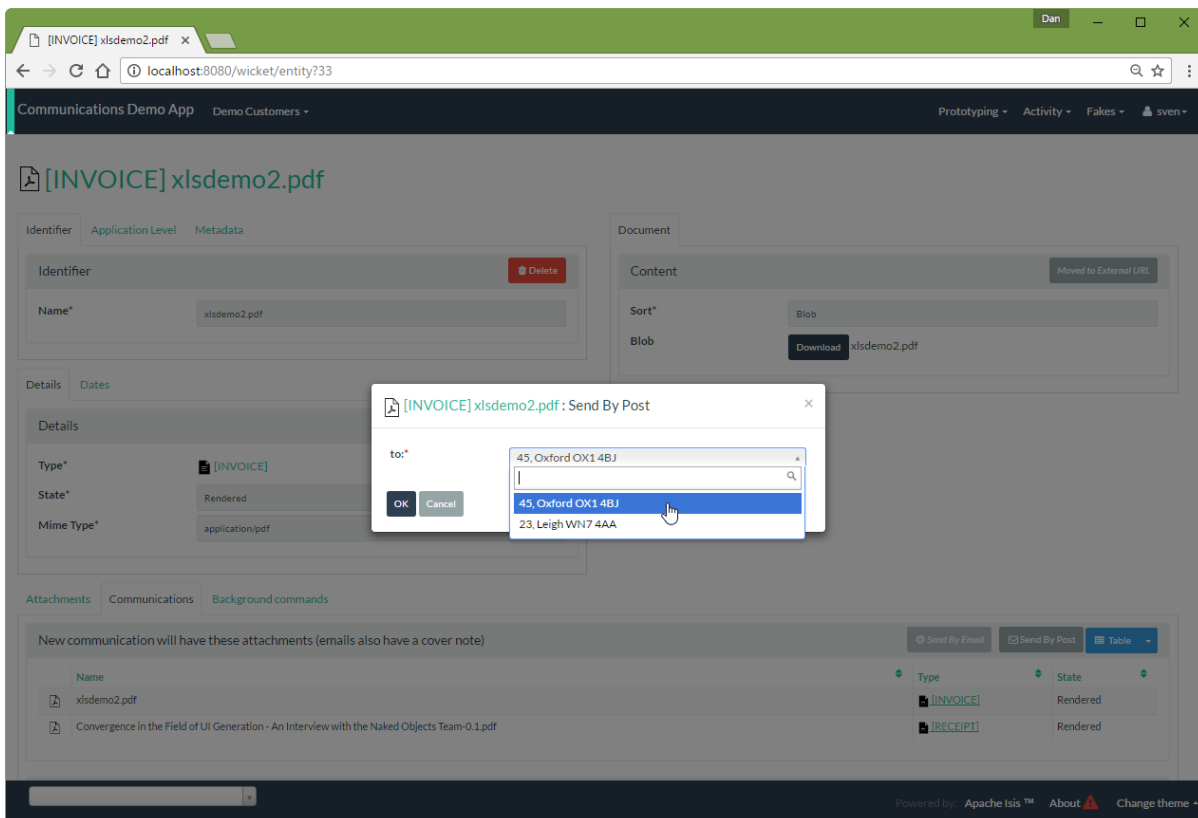 Dan
[INVOICE] xlsdemo2.pdf
localhost:8080/wicket/entity?33
Communications Demo App Demo Customers Prototyping Activity Fakes sven
[INVOICE] xlsdemo2.pdf
Identifier Application Level Metadata
Document
Identifier Delete
Content Moved to External URL
Name* xlsdemo2.pdf
Sort* Blob
Blob Download xlsdemo2.pdf
Details Dates
Details
Type* [INVOICE]
State* Rendered
Mime Type* application/pdf
[INVOICE] xlsdemo2.pdf : Send By Post ×
to:* 45, Oxford OX1 4BJ
45, Oxford OX1 4BJ
23, Leigh WN7 4AA
OK Cancel
Attachments Communications Background commands
New communication will have these attachments (emails also have a cover note) @ Send By Email Send By Post Table
Name Type State
xlsdemo2.pdf [INVOICE] Rendered
Convergence in the Field of UI Generation - An Interview with the Naked Objects Team-0.1.pdf [RECEIPT] Rendered
Powered by: Apache Isis ™ About Change theme